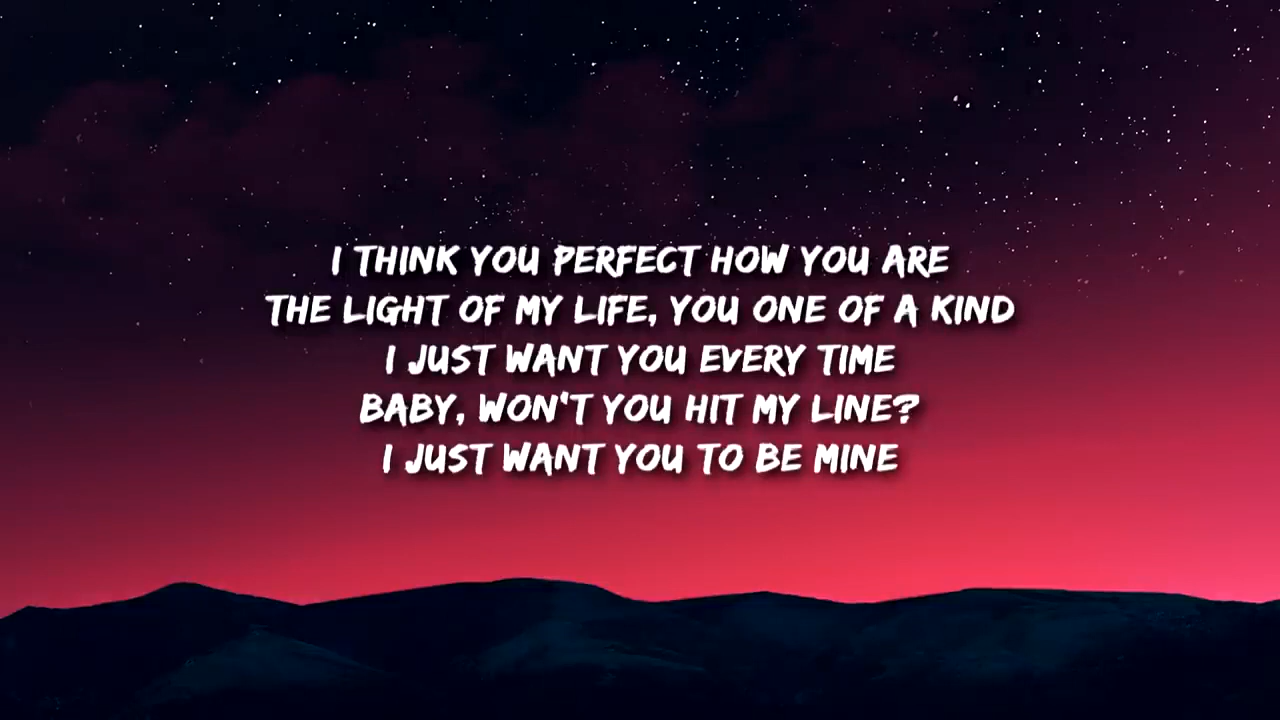 I THINK YOU PERFECT HOW YOU ARE
THE LIGHT OF MY LIFE, YOU ONE OF A KIND
I JUST WANT YOU EVERY TIME
BABY, WON'T YOU HIT MY LINE?
I JUST WANT YOU TO BE MINE